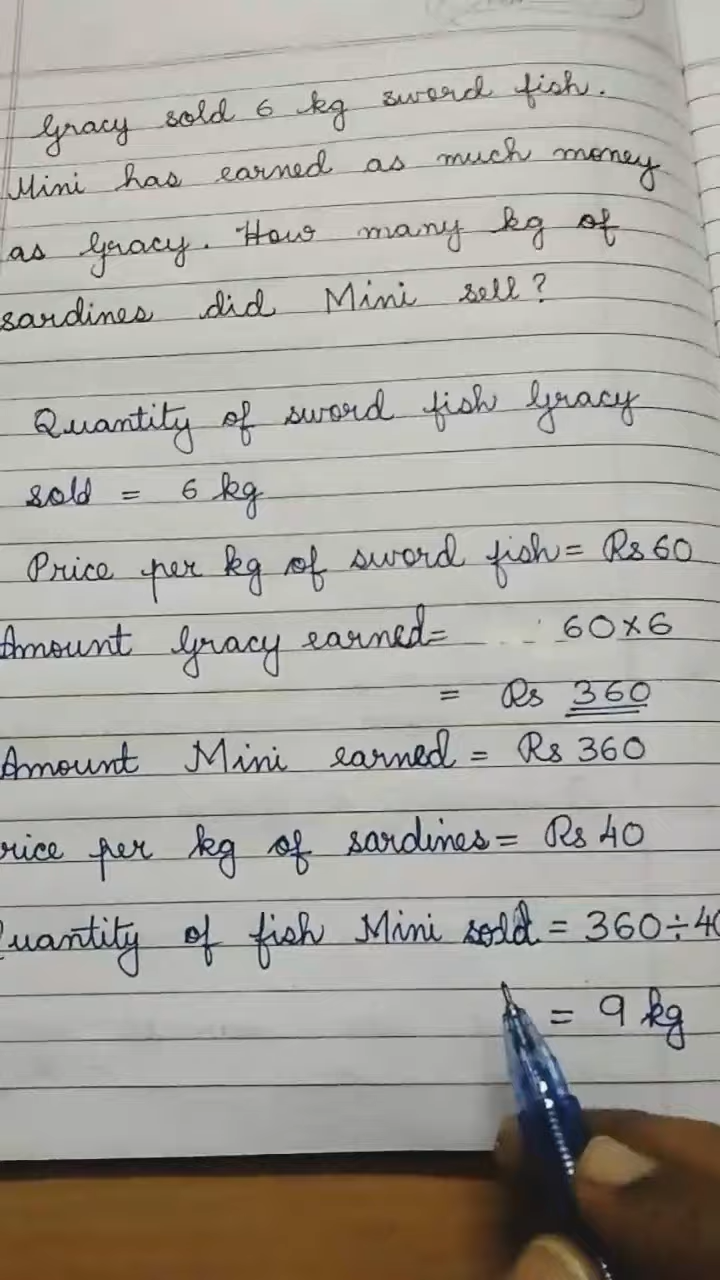 Gracy sold 6 kg sword fish.
Mini has earned as much money
as Gracy. How many kg of
sardines did Mini sell?
Quantity of sword fish Gracy
sold = 6 kg
Price per kg of sword fish = Rs 60
Amount Gracy earned = 60×6
= Rs 360
Amount Mini earned = Rs 360
rice per kg of sardines = Rs 40
uantity of fish Mini sold = 360÷40
= 9 kg